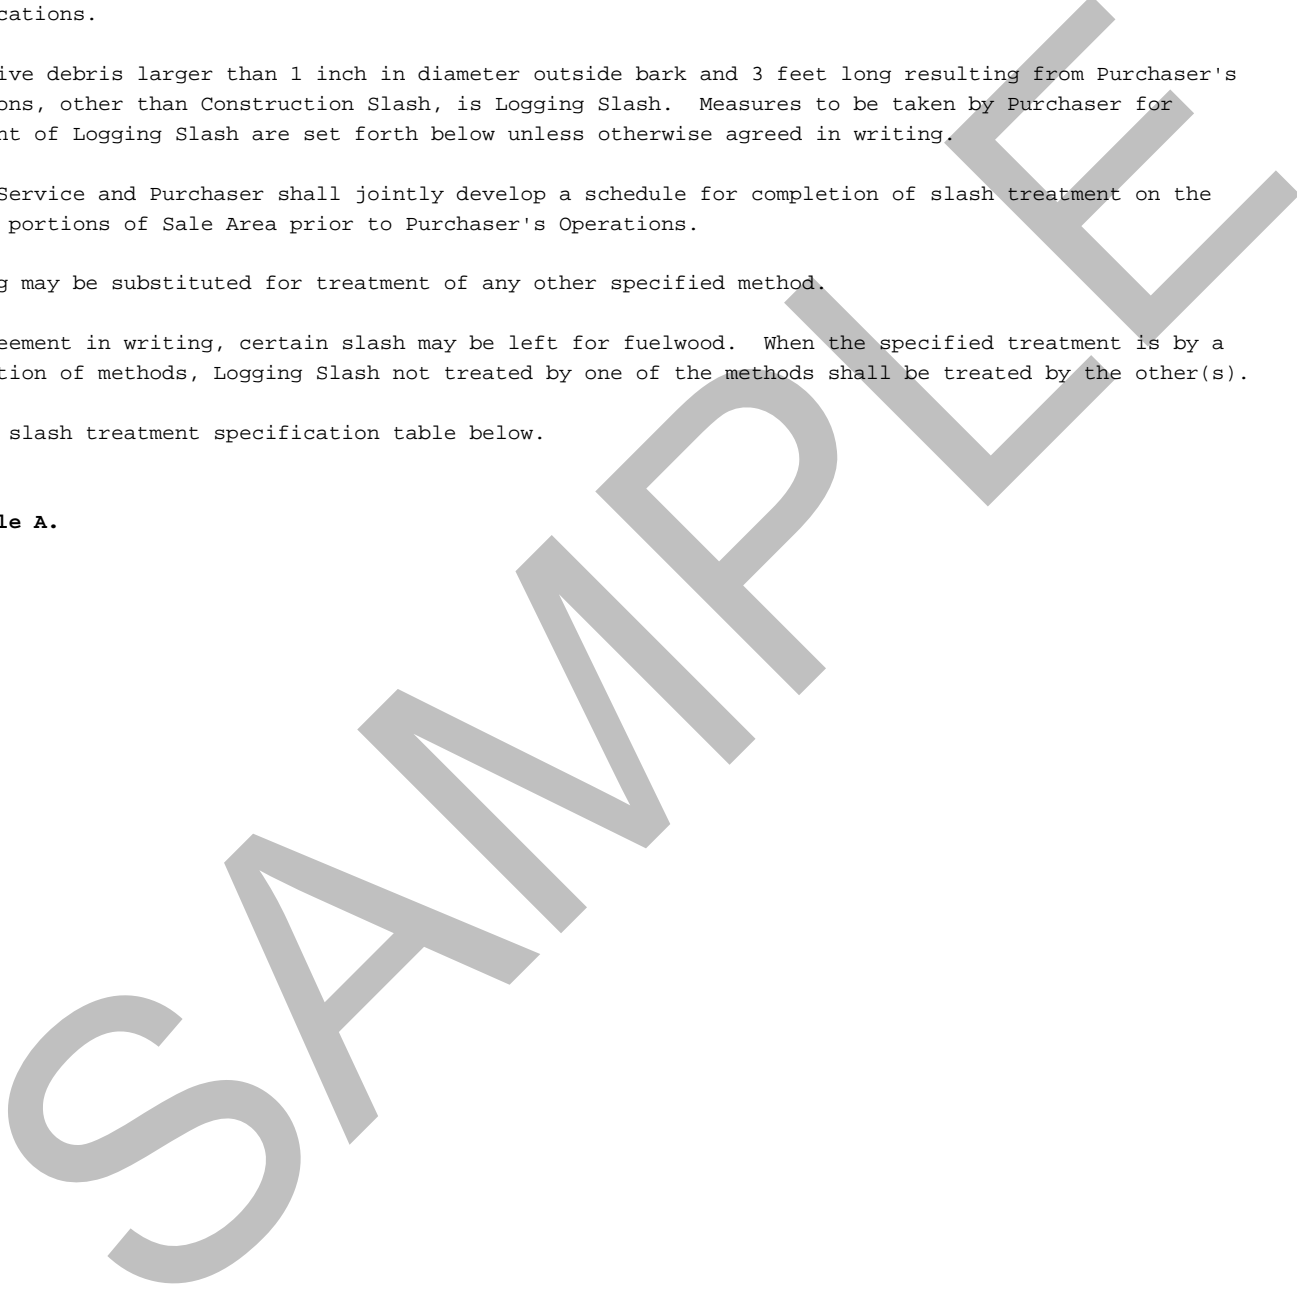 cations.
ive debris larger than 1 inch in diameter outside bark and 3 feet long resulting from Purchaser's
ons, other than Construction Slash, is Logging Slash.  Measures to be taken by Purchaser for
nt of Logging Slash are set forth below unless otherwise agreed in writing.
Service and Purchaser shall jointly develop a schedule for completion of slash treatment on the
portions of Sale Area prior to Purchaser's Operations.
g may be substituted for treatment of any other specified method.
eement in writing, certain slash may be left for fuelwood.  When the specified treatment is by a
tion of methods, Logging Slash not treated by one of the methods shall be treated by the other(s).
slash treatment specification table below.
le A.
SAMPLE